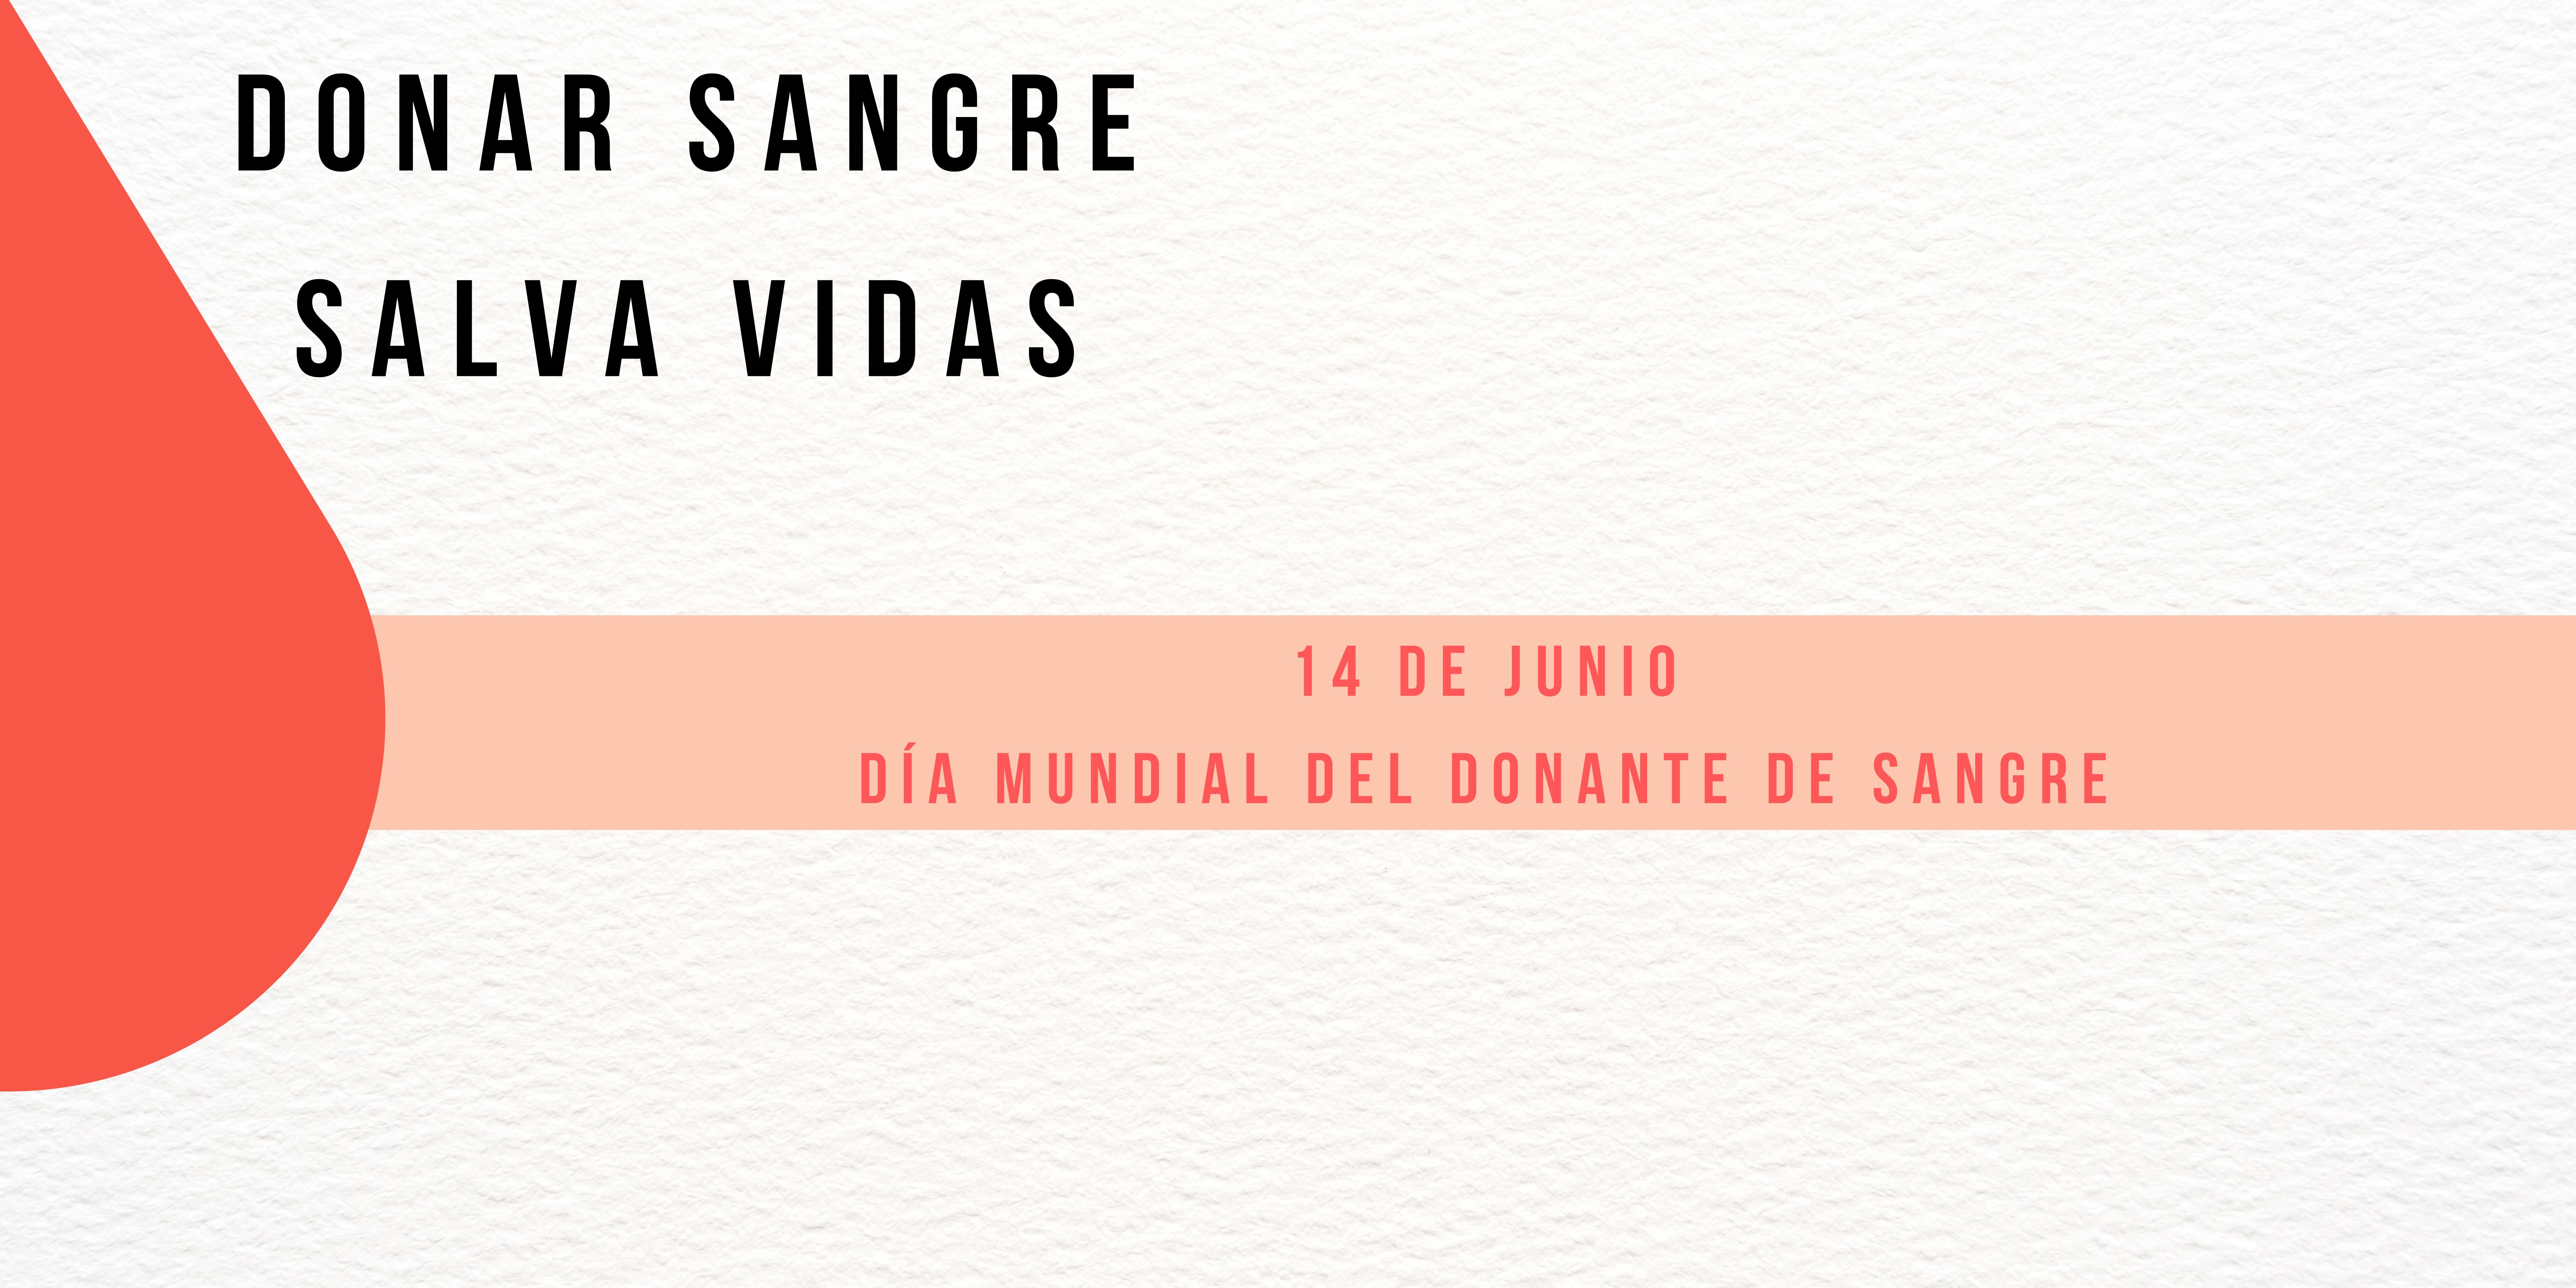 DONAR SANGRE
SALVA VIDAS
14 DE JUNIO
DÍA MUNDIAL DEL DONANTE DE SANGRE